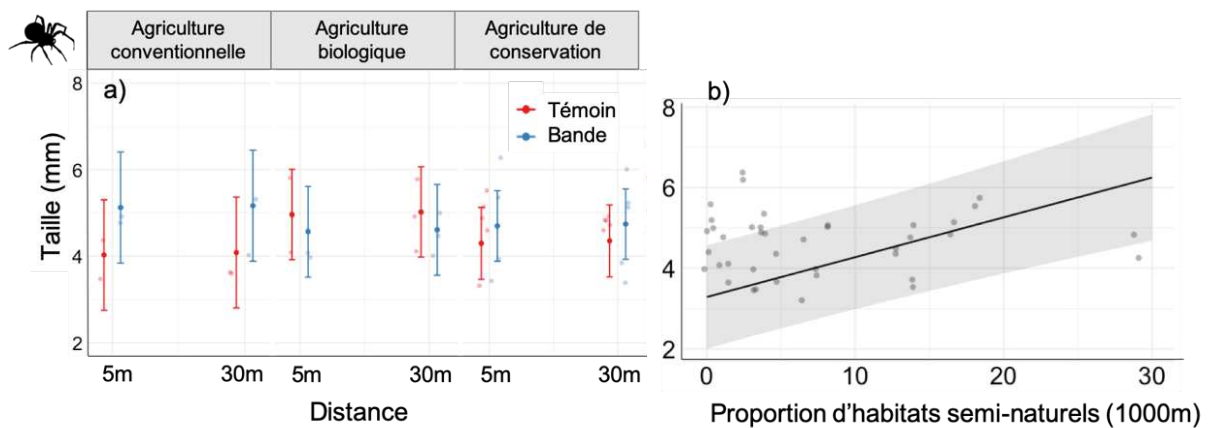 Agriculture
conventionnelle
Agriculture
biologique
Agriculture de
conservation
a)
Témoin
Bande
8
6
4
2
Taille (mm)
5m
30m
5m
30m
5m
30m
Distance
b)
8
6
4
2
0
10
20
30
Proportion d'habitats semi-naturels (1000m)